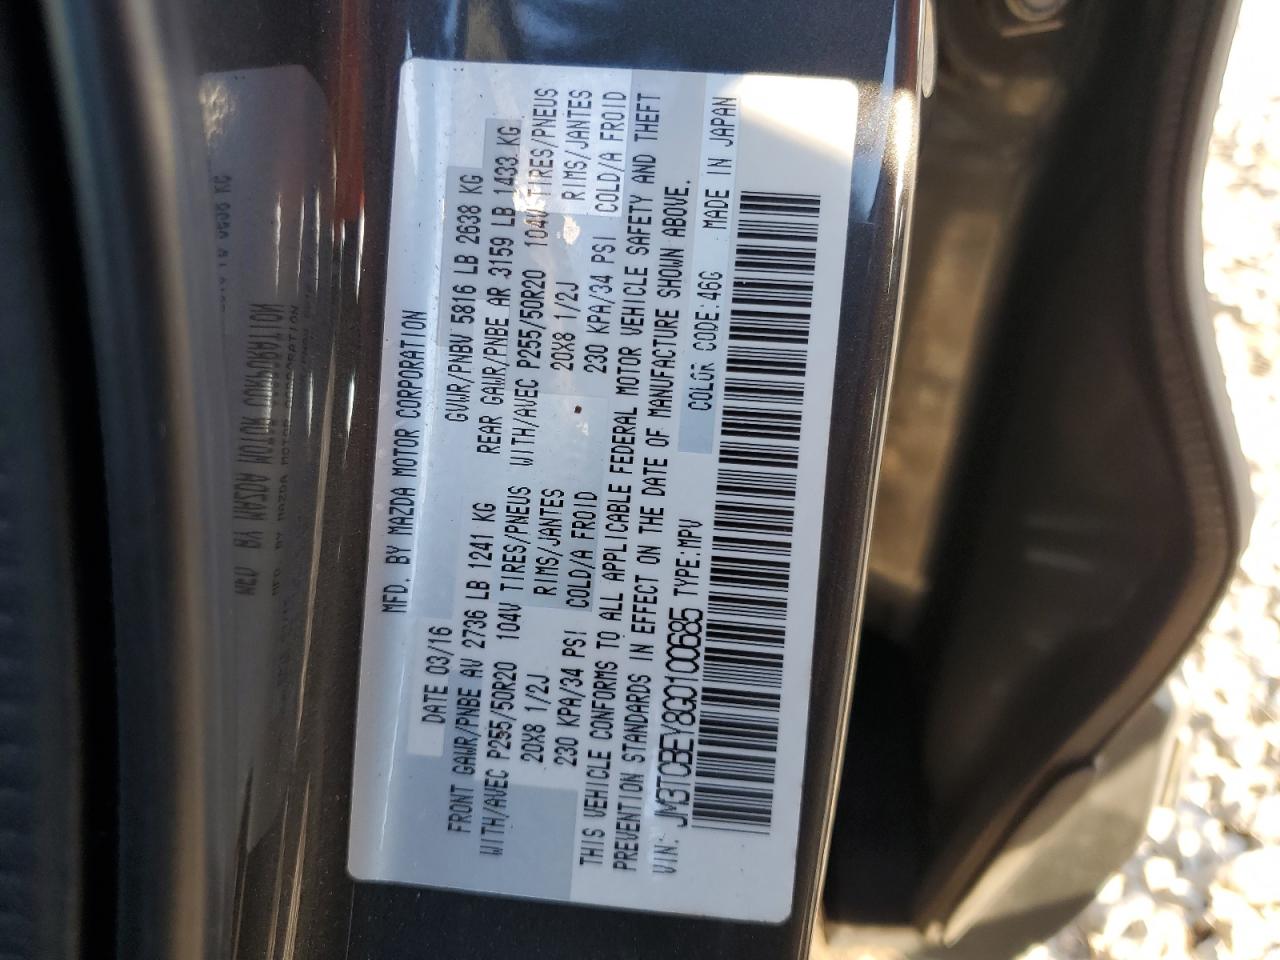 MFD. BY MAZDA MOTOR CORPORATION
DATE 03/16 GVWR/PNBV 5816 LB 2638 KG
FRONT GAWR/PNBE AV 2736 LB 1241 KG REAR GAWR/PNBE AR 3159 LB 1433 KG
WITH/AVEC P255/50R20 104V TIRES/PNEUS WITH/AVEC P255/50R20 104V TIRES/PNEUS
20X8 1/2J RIMS/JANTES 20X8 1/2J RIMS/JANTES
230 KPA/34 PSI COLD/A FROID 230 KPA/34 PSI COLD/A FROID
THIS VEHICLE CONFORMS TO ALL APPLICABLE FEDERAL MOTOR VEHICLE SAFETY AND THEFT
PREVENTION STANDARDS IN EFFECT ON THE DATE OF MANUFACTURE SHOWN ABOVE.
VIN: JM3TCBEY8G0100685 TYPE:MPV COLOR CODE:46G MADE IN JAPAN